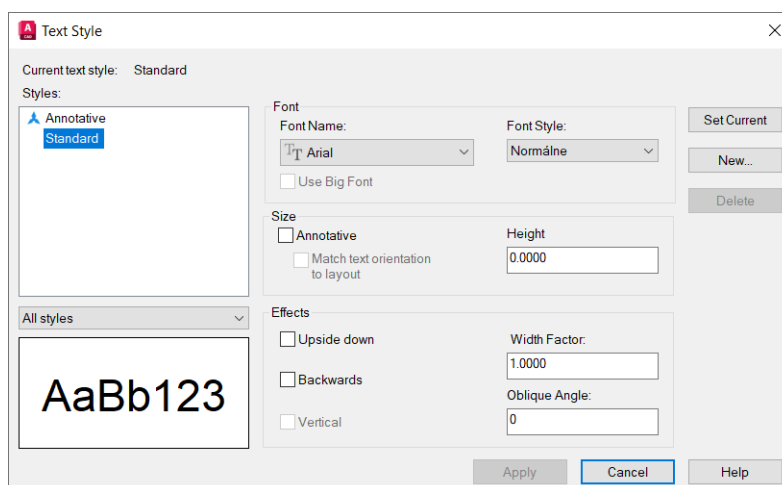 Text Style
Current text style: Standard
Styles:
Annotative
Standard
All styles
AaBb123
Font
Font Name:
Arial
Use Big Font
Font Style:
Normálne
Size
Annotative
Match text orientation
to layout
Height
0.0000
Effects
Upside down
Backwards
Vertical
Width Factor:
1.0000
Oblique Angle:
0
Set Current
New...
Delete
Apply
Cancel
Help